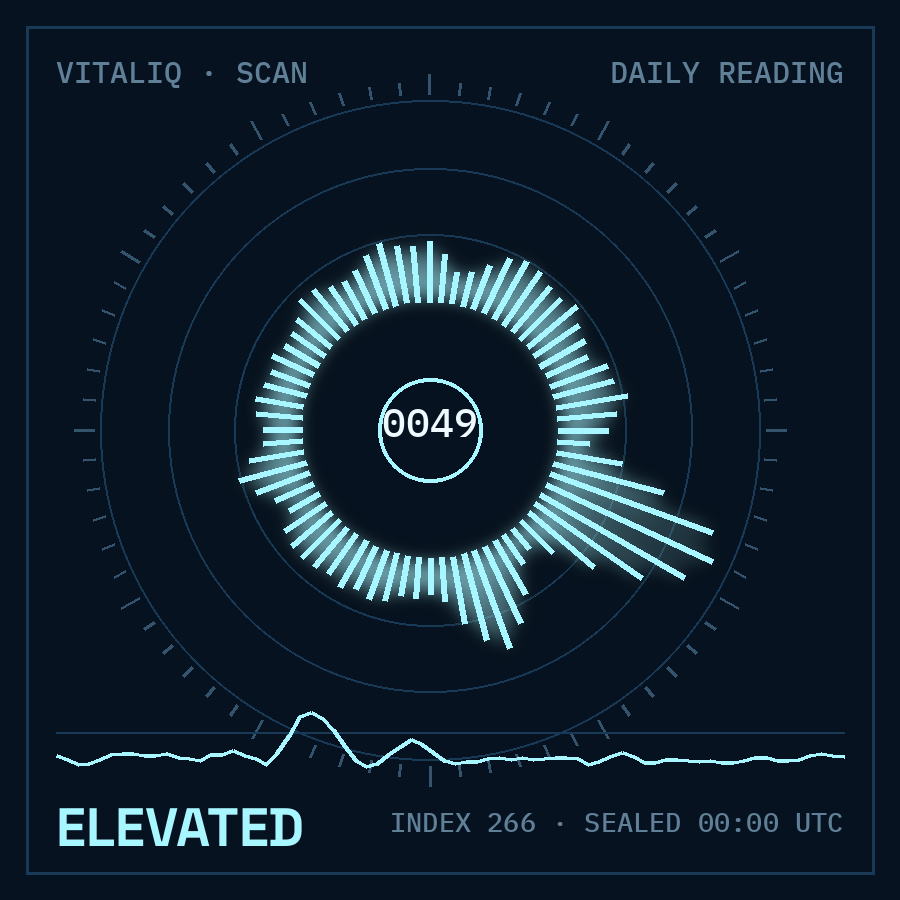 VITALIQ · SCAN
DAILY READING
0049
ELEVATED
INDEX 266 · SEALED 00:00 UTC